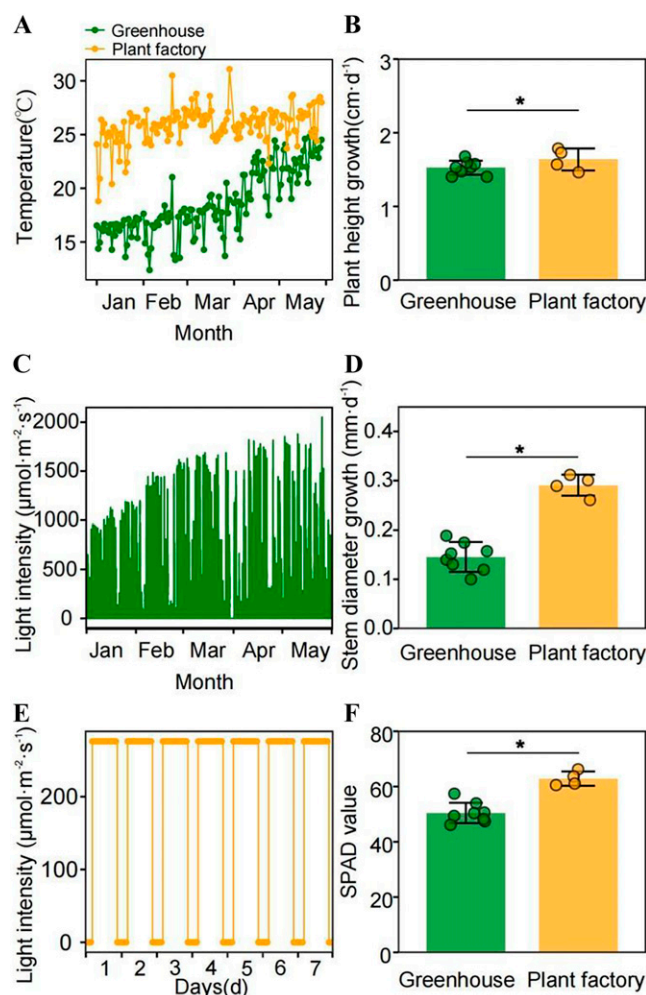 A
Greenhouse
Plant factory
Temperature(℃)
30
25
20
15
Jan Feb Mar Apr May
Month
B
Plant height growth(cm·d⁻¹)
3
2
1
0
*
Greenhouse Plant factory
C
Light intensity (μmol·m⁻²·s⁻¹)
2000
1500
1000
500
0
Jan Feb Mar Apr May
Month
D
Stem diameter growth (mm·d⁻¹)
0.4
0.3
0.2
0.1
0.0
*
Greenhouse Plant factory
E
Light intensity (μmol·m⁻²·s⁻¹)
200
100
0
1 2 3 4 5 6 7
Days(d)
F
SPAD value
80
60
40
20
0
*
Greenhouse Plant factory